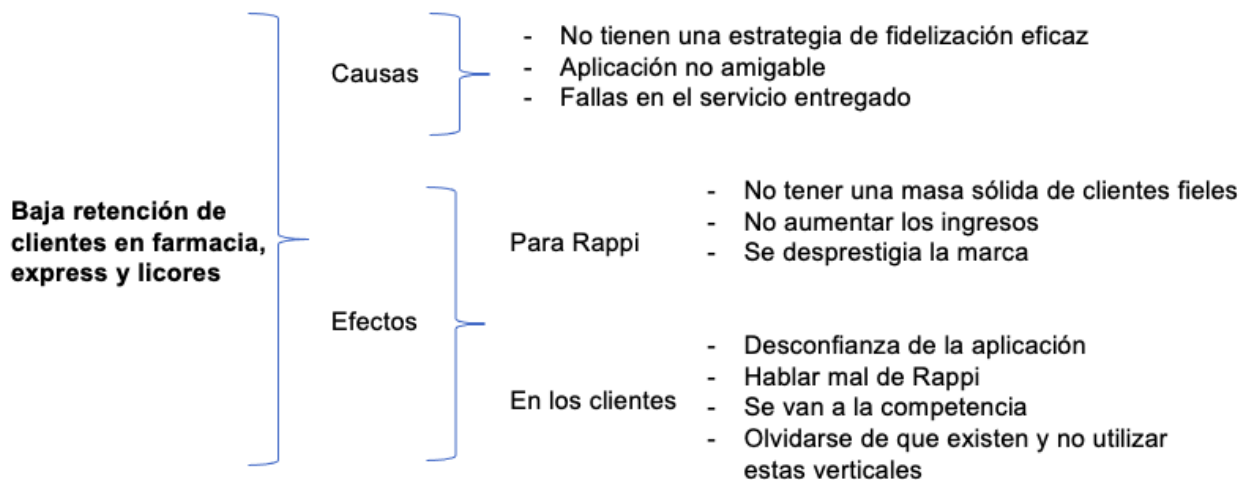 Causas
- No tienen una estrategia de fidelización eficaz
- Aplicación no amigable
- Fallas en el servicio entregado
Baja retención de
clientes en farmacia,
express y licores
Efectos
Para Rappi
- No tener una masa sólida de clientes fieles
- No aumentar los ingresos
- Se desprestigia la marca
En los clientes
- Desconfianza de la aplicación
- Hablar mal de Rappi
- Se van a la competencia
- Olvidarse de que existen y no utilizar
estas verticales